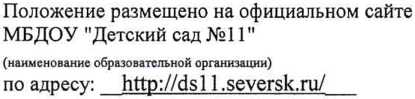 Положение размещено на официальном сайте
МБДОУ "Детский сад №11"
(наименование образовательной организации)
по адресу: __http://ds11.seversk.ru/___